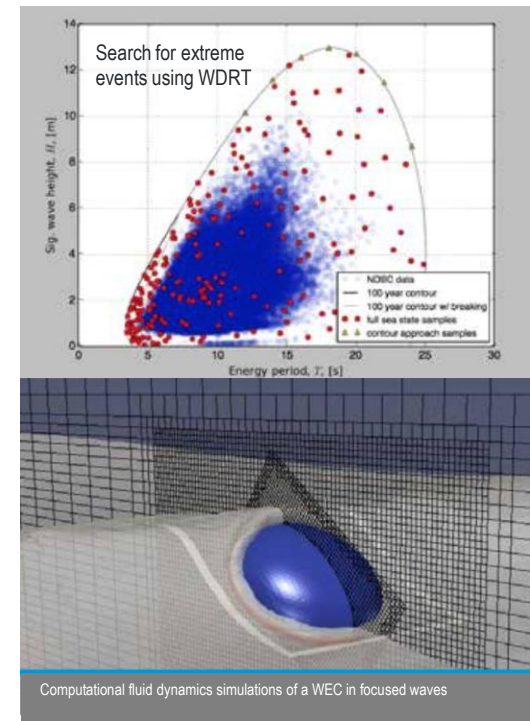 Search for extreme
events using WDRT
14
12
10
8
6
4
2
0
0 5 10 15 20 25 30
Sig. wave height, H, [m]
Energy period, T, [s]
NDBC data
100 year contour
100 year contour w/ breaking
full sea state samples
contour approach samples
Computational fluid dynamics simulations of a WEC in focused waves